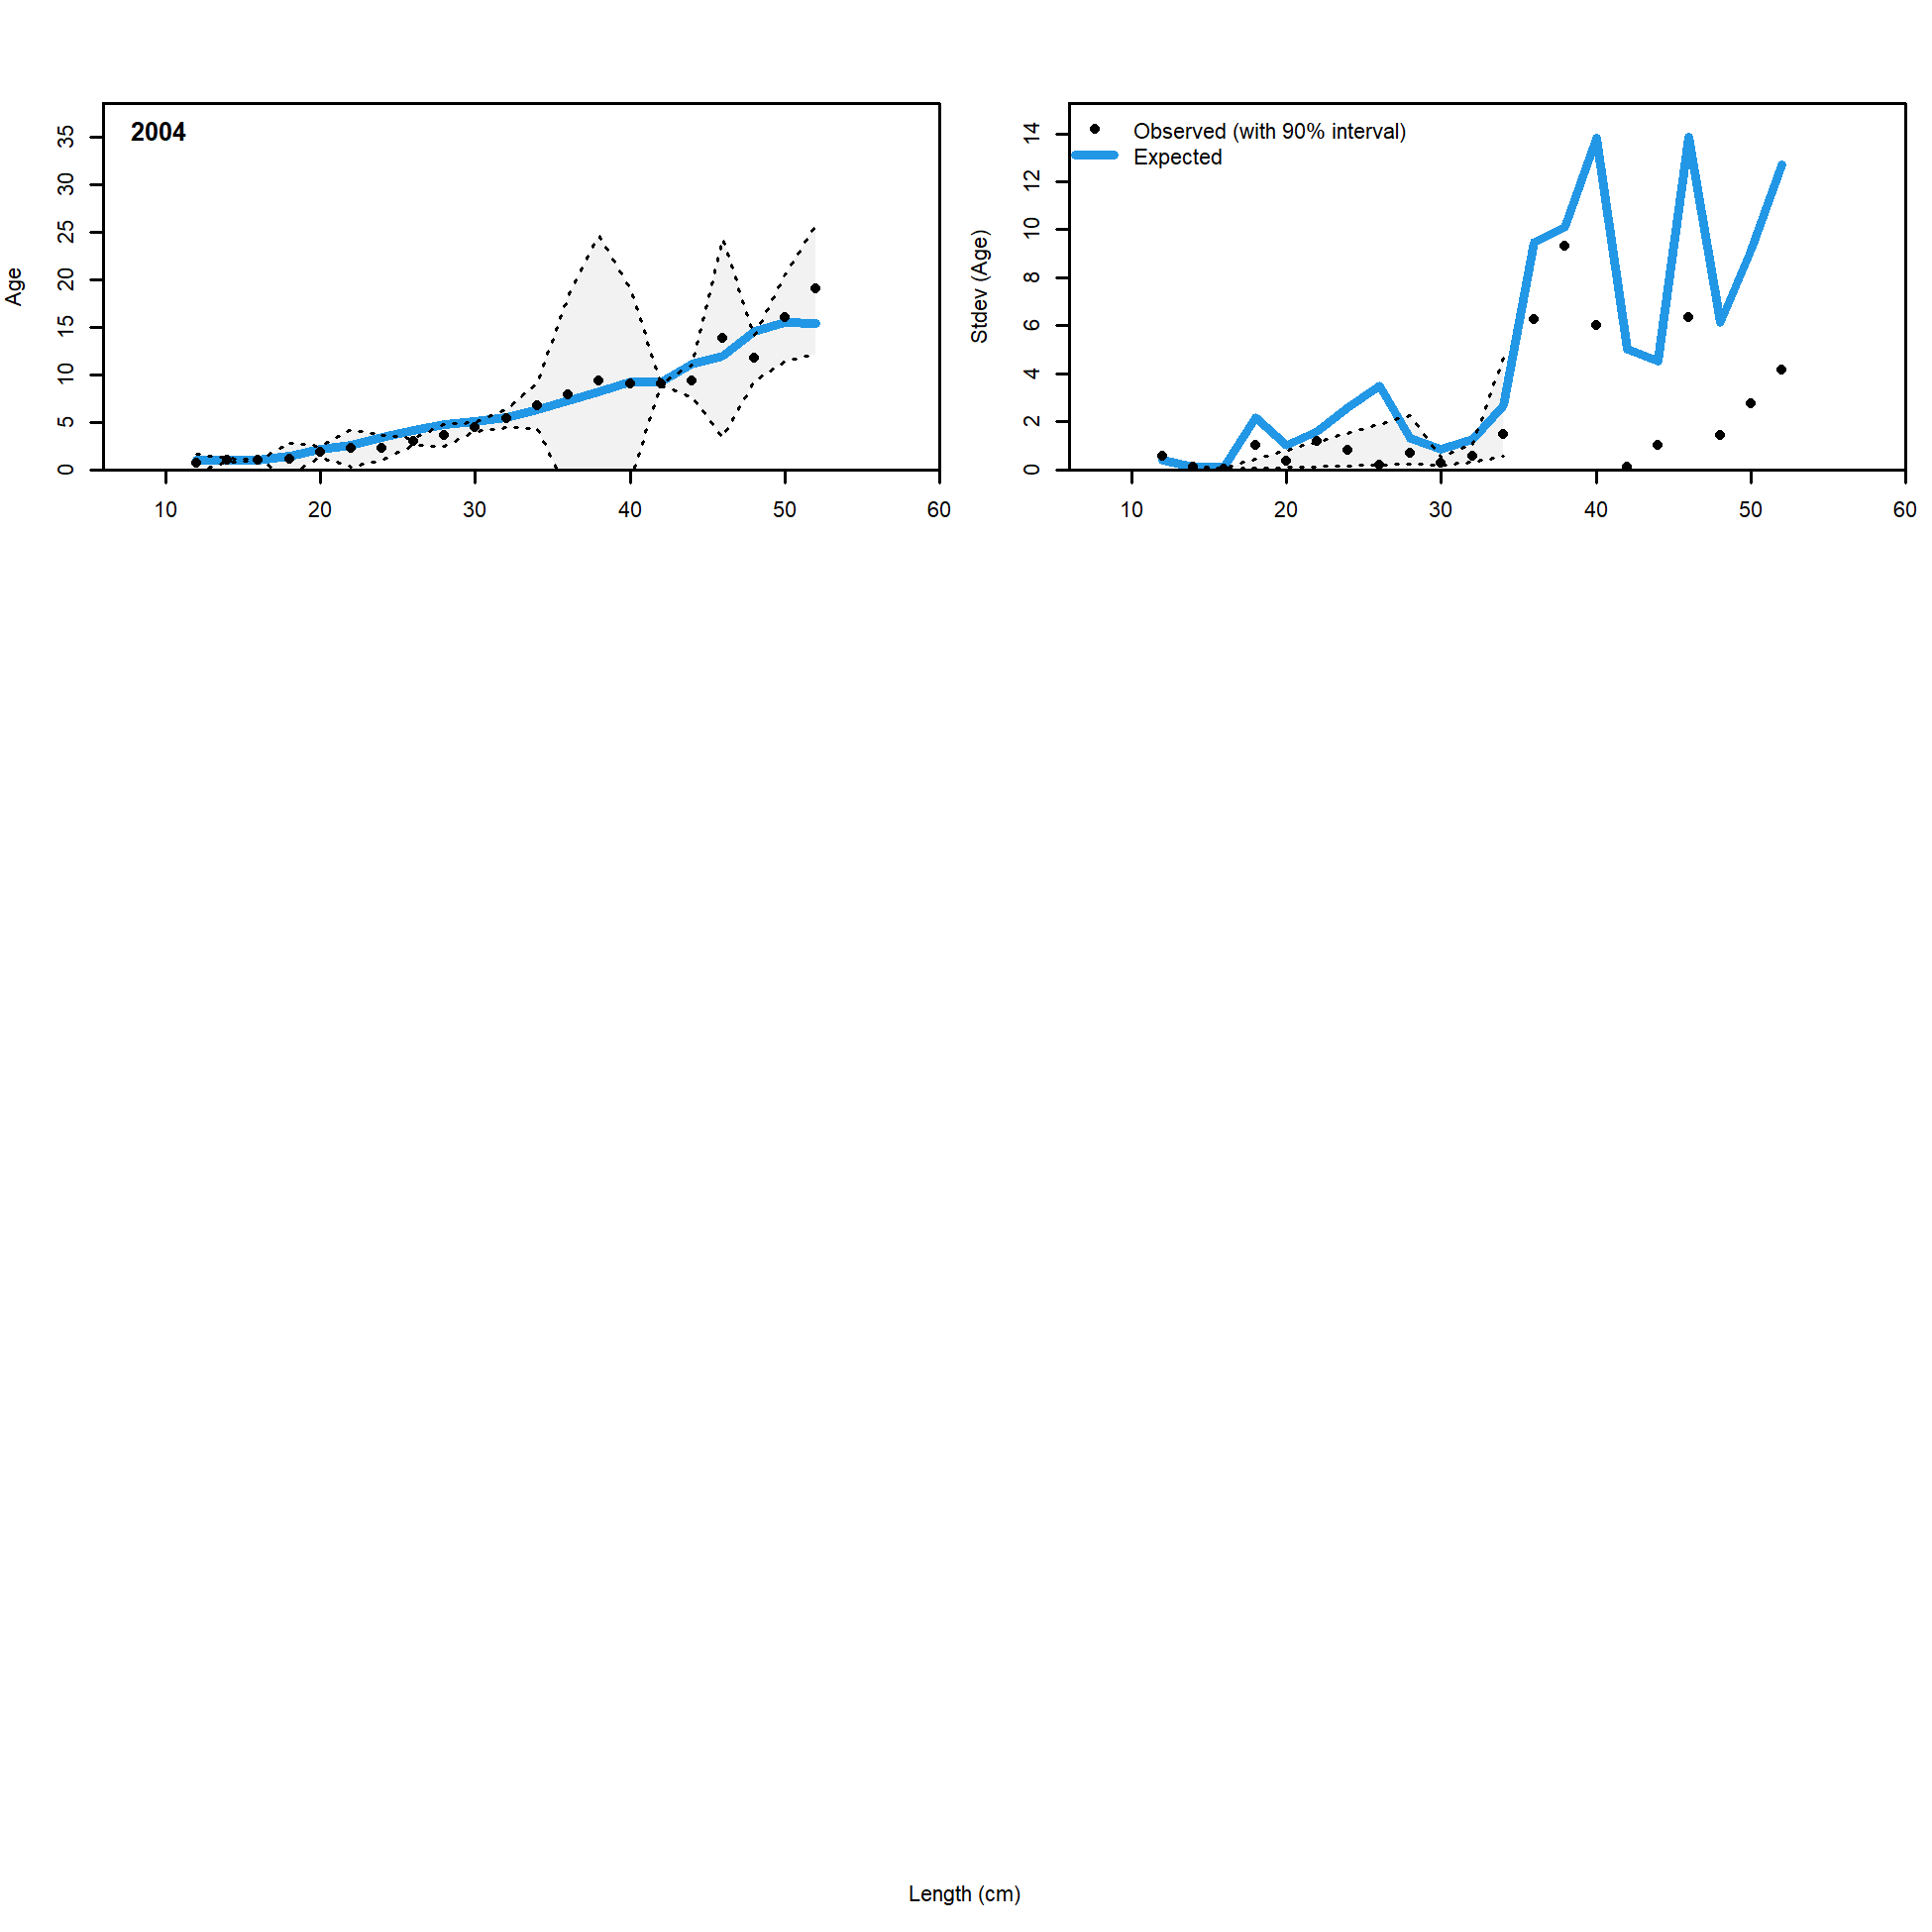 2004
Age
0 5 10 15 20 25 30 35
10 20 30 40 50 60
Observed (with 90% interval)
Expected
Stdev (Age)
0 2 4 6 8 10 12 14
10 20 30 40 50 60
Length (cm)